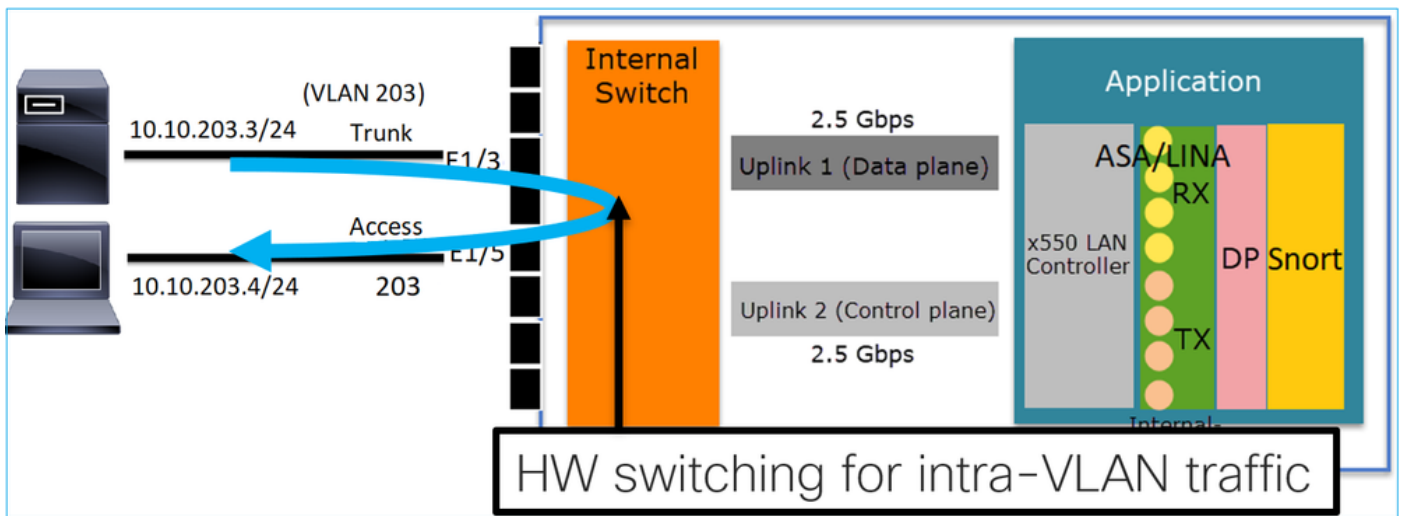 (VLAN 203)
10.10.203.3/24
Trunk
E1/3
Access
E1/5
10.10.203.4/24
203
Internal
Switch
2.5 Gbps
Uplink 1 (Data plane)
Uplink 2 (Control plane)
2.5 Gbps
Application
ASA/LINA
RX
x550 LAN
Controller
DP
Snort
TX
Internal-
HW switching for intra-VLAN traffic